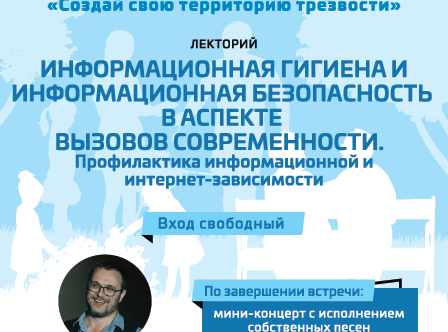 «Создай свою территорию трезвости»
ЛЕКТОРИЙ
ИНФОРМАЦИОННАЯ ГИГИЕНА И
ИНФОРМАЦИОННАЯ БЕЗОПАСНОСТЬ
В АСПЕКТЕ
ВЫЗОВОВ СОВРЕМЕННОСТИ.
Профилактика информационной и
интернет-зависимости
Вход свободный
По завершении встречи:
мини-концерт с исполнением
собственных песен